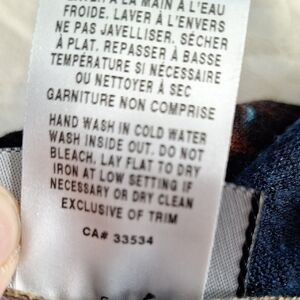 LAVER À LA MAIN À L'EAU
FROIDE. LAVER À L'ENVERS
NE PAS JAVELLISER, SÉCHER
À PLAT. REPASSER À BASSE
TEMPÉRATURE SI NÉCESSAIRE
OU NETTOYER À SEC
GARNITURE NON COMPRISE
HAND WASH IN COLD WATER
WASH INSIDE OUT. DO NOT
BLEACH, LAY FLAT TO DRY
IRON AT LOW SETTING IF
NECESSARY OR DRY CLEAN
EXCLUSIVE OF TRIM
CA# 33534